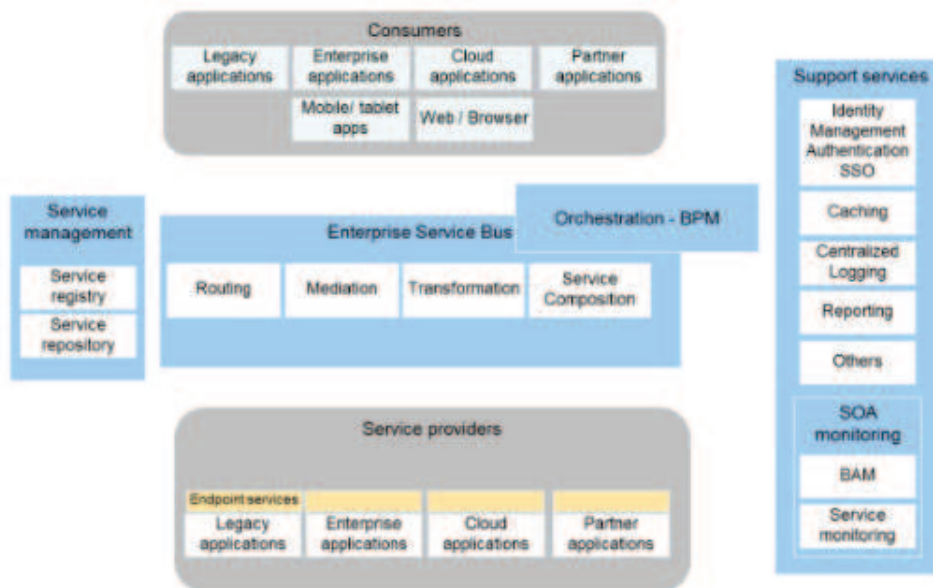 Consumers
Legacy
applications
Enterprise
applications
Cloud
applications
Partner
applications
Mobile/ tablet
apps
Web / Browser
Service
management
Service
registry
Service
repository
Enterprise Service Bus
Orchestration - BPM
Routing
Mediation
Transformation
Service
Composition
Service providers
Endpoint services
Legacy
applications
Enterprise
applications
Cloud
applications
Partner
applications
Support services
Identity
Management
Authentication
SSO
Caching
Centralized
Logging
Reporting
Others
SOA
monitoring
BAM
Service
monitoring